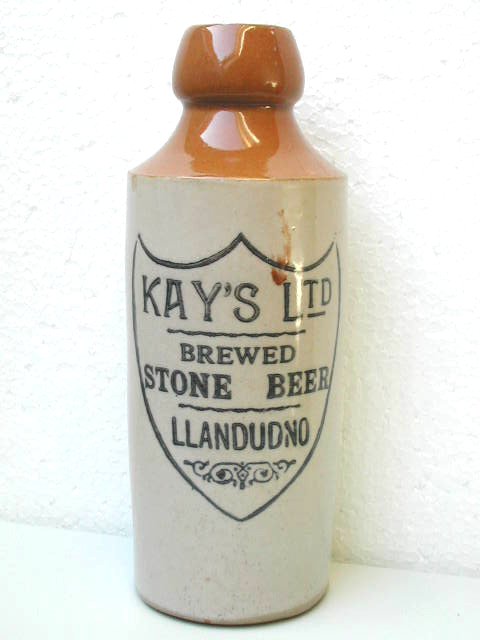 KAY'S LTD
BREWED
STONE BEER
LLANDUDNO